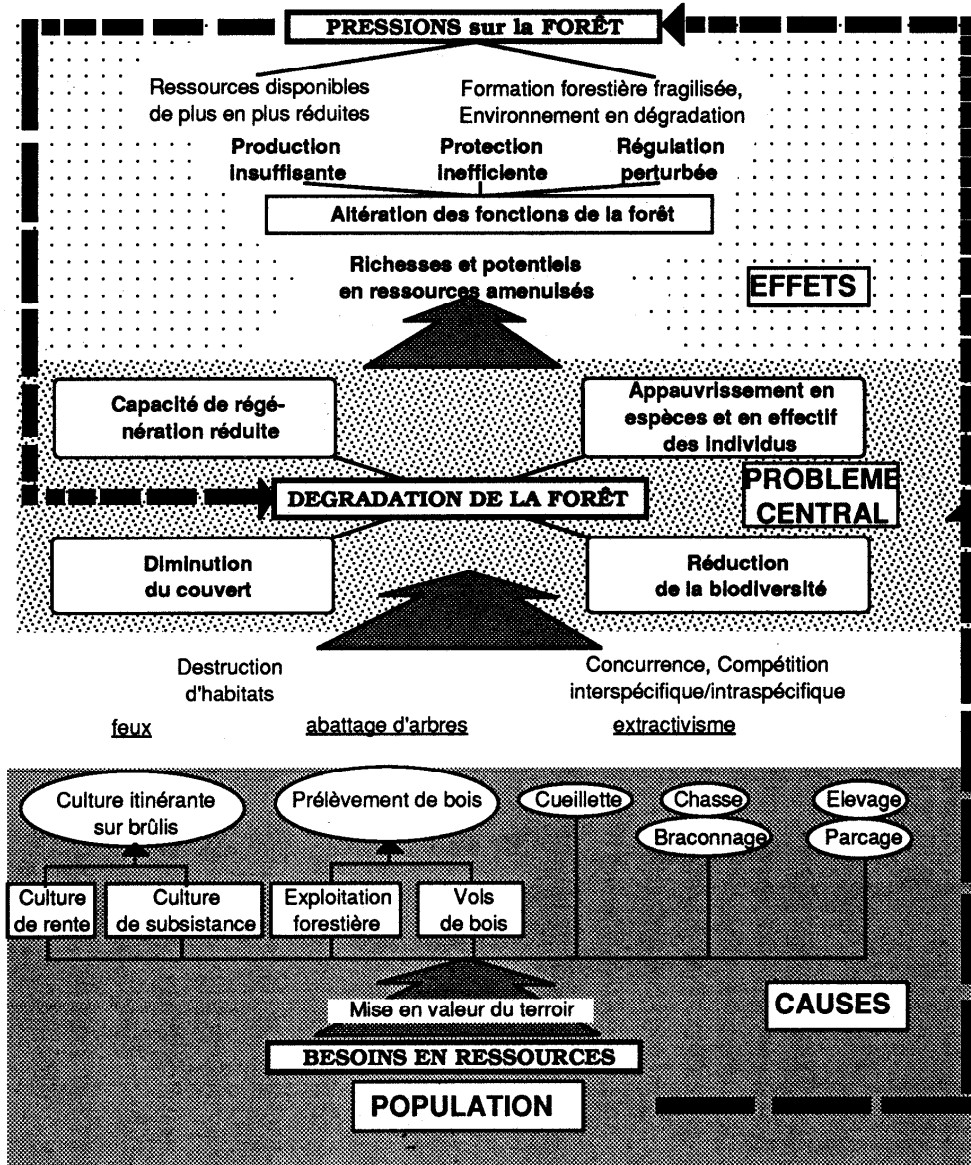 PRESSIONS sur la FORÊT
Ressources disponibles
de plus en plus réduites
Formation forestière fragilisée,
Environnement en dégradation
Production
insuffisante
Protection
inefficiente
Régulation
perturbée
Altération des fonctions de la forêt
Richesses et potentiels
en ressources amenuisés
EFFETS
Capacité de régé-
nération réduite
Appauvrissement en
espèces et en effectif
des individus
DEGRADATION DE LA FORÊT
PROBLEME
CENTRAL
Diminution
du couvert
Réduction
de la biodiversité
Destruction
d'habitats
Concurrence, Compétition
interspécifique/intraspécifique
feux
abattage d'arbres
extractivisme
Culture itinérante
sur brûlis
Prélèvement de bois
Cueillette
Chasse
Braconnage
Elevage
Parcage
Culture
de rente
Culture
de subsistance
Exploitation
forestière
Vols
de bois
Mise en valeur du terroir
CAUSES
BESOINS EN RESSOURCES
POPULATION